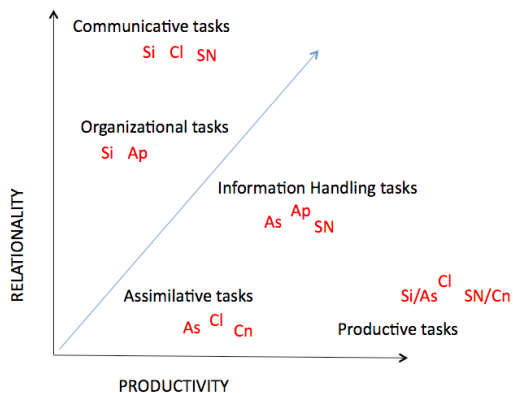 Communicative tasks
Si Cl SN
Organizational tasks
Si Ap
Information Handling tasks
As Ap SN
Assimilative tasks
As Cl Cn
Si/As Cl SN/Cn
Productive tasks
RELATIONALITY
PRODUCTIVITY